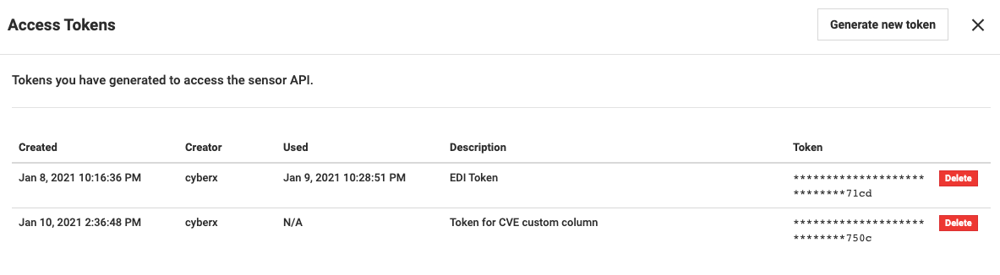 Access Tokens
Generate new token
Tokens you have generated to access the sensor API.
Created Creator Used Description Token
Jan 8, 2021 10:16:36 PM cyberx Jan 9, 2021 10:28:51 PM EDI Token ******************** Delete
********71cd
Jan 10, 2021 2:36:48 PM cyberx N/A Token for CVE custom column ******************** Delete
********750c